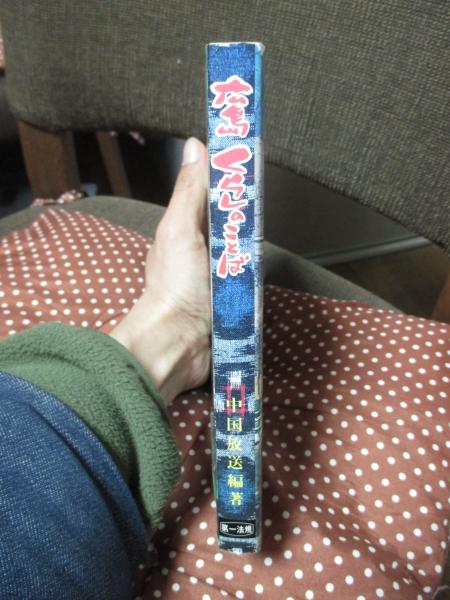 広島 くらしのことば
中国放送編著
第一法規